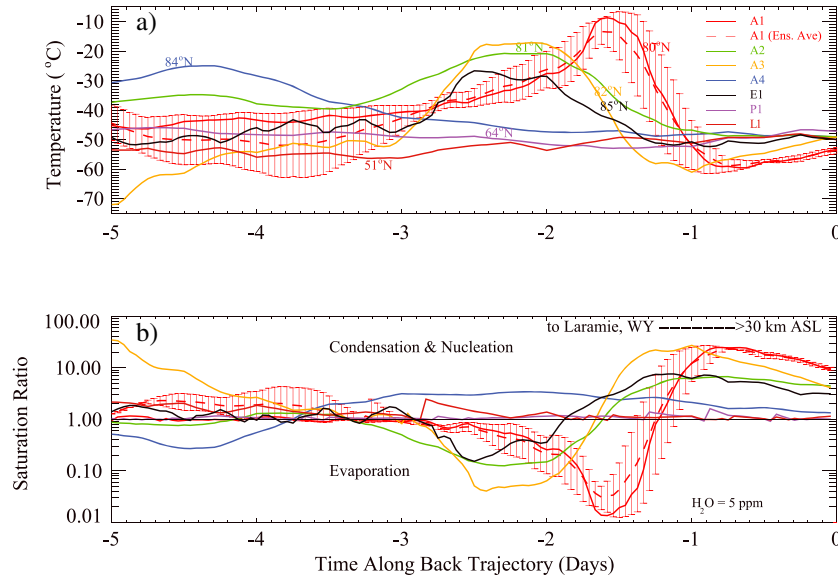 a)
Temperature ( °C)
-10
-20
-30
-40
-50
-60
-70
84°N
81°N
80°N
82°N
85°N
64°N
51°N
A1
A1 (Ens. Ave)
A2
A3
A4
E1
P1
L1
-5 -4 -3 -2 -1 0
b)
Saturation Ratio
100.00
10.00
1.00
0.10
0.01
to Laramie, WY ------------>30 km ASL
Condensation & Nucleation
Evaporation
H₂O = 5 ppm
-5 -4 -3 -2 -1 0
Time Along Back Trajectory (Days)